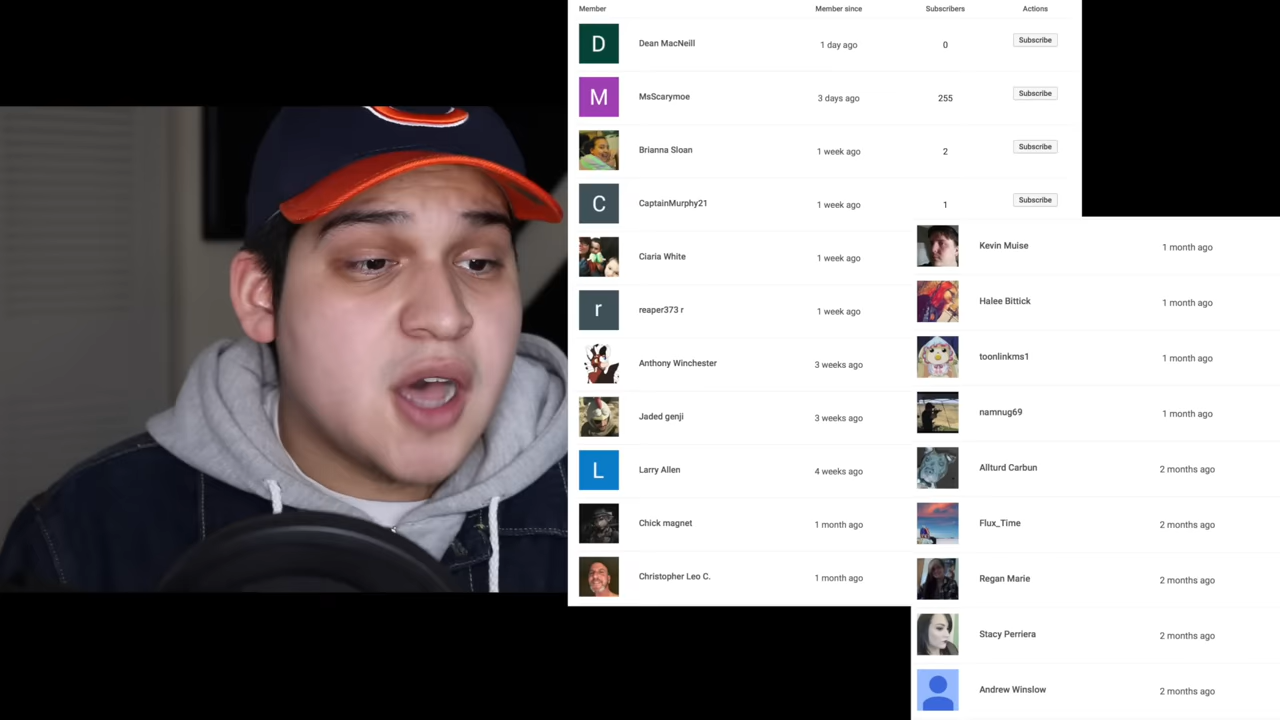 Member Member since Subscribers Actions
D Dean MacNeill 1 day ago 0 Subscribe
M MsScarymoe 3 days ago 255 Subscribe
Brianna Sloan 1 week ago 2 Subscribe
C CaptainMurphy21 1 week ago 1 Subscribe
Ciaria White 1 week ago
r reaper373 r 1 week ago
Anthony Winchester 3 weeks ago
Jaded genji 3 weeks ago
L Larry Allen 4 weeks ago
Chick magnet 1 month ago
Christopher Leo C. 1 month ago
Kevin Muise 1 month ago
Halee Bittick 1 month ago
toonlinkms1 1 month ago
namnug69 1 month ago
Allturd Carbun 2 months ago
Flux_Time 2 months ago
Regan Marie 2 months ago
Stacy Perriera 2 months ago
Andrew Winslow 2 months ago